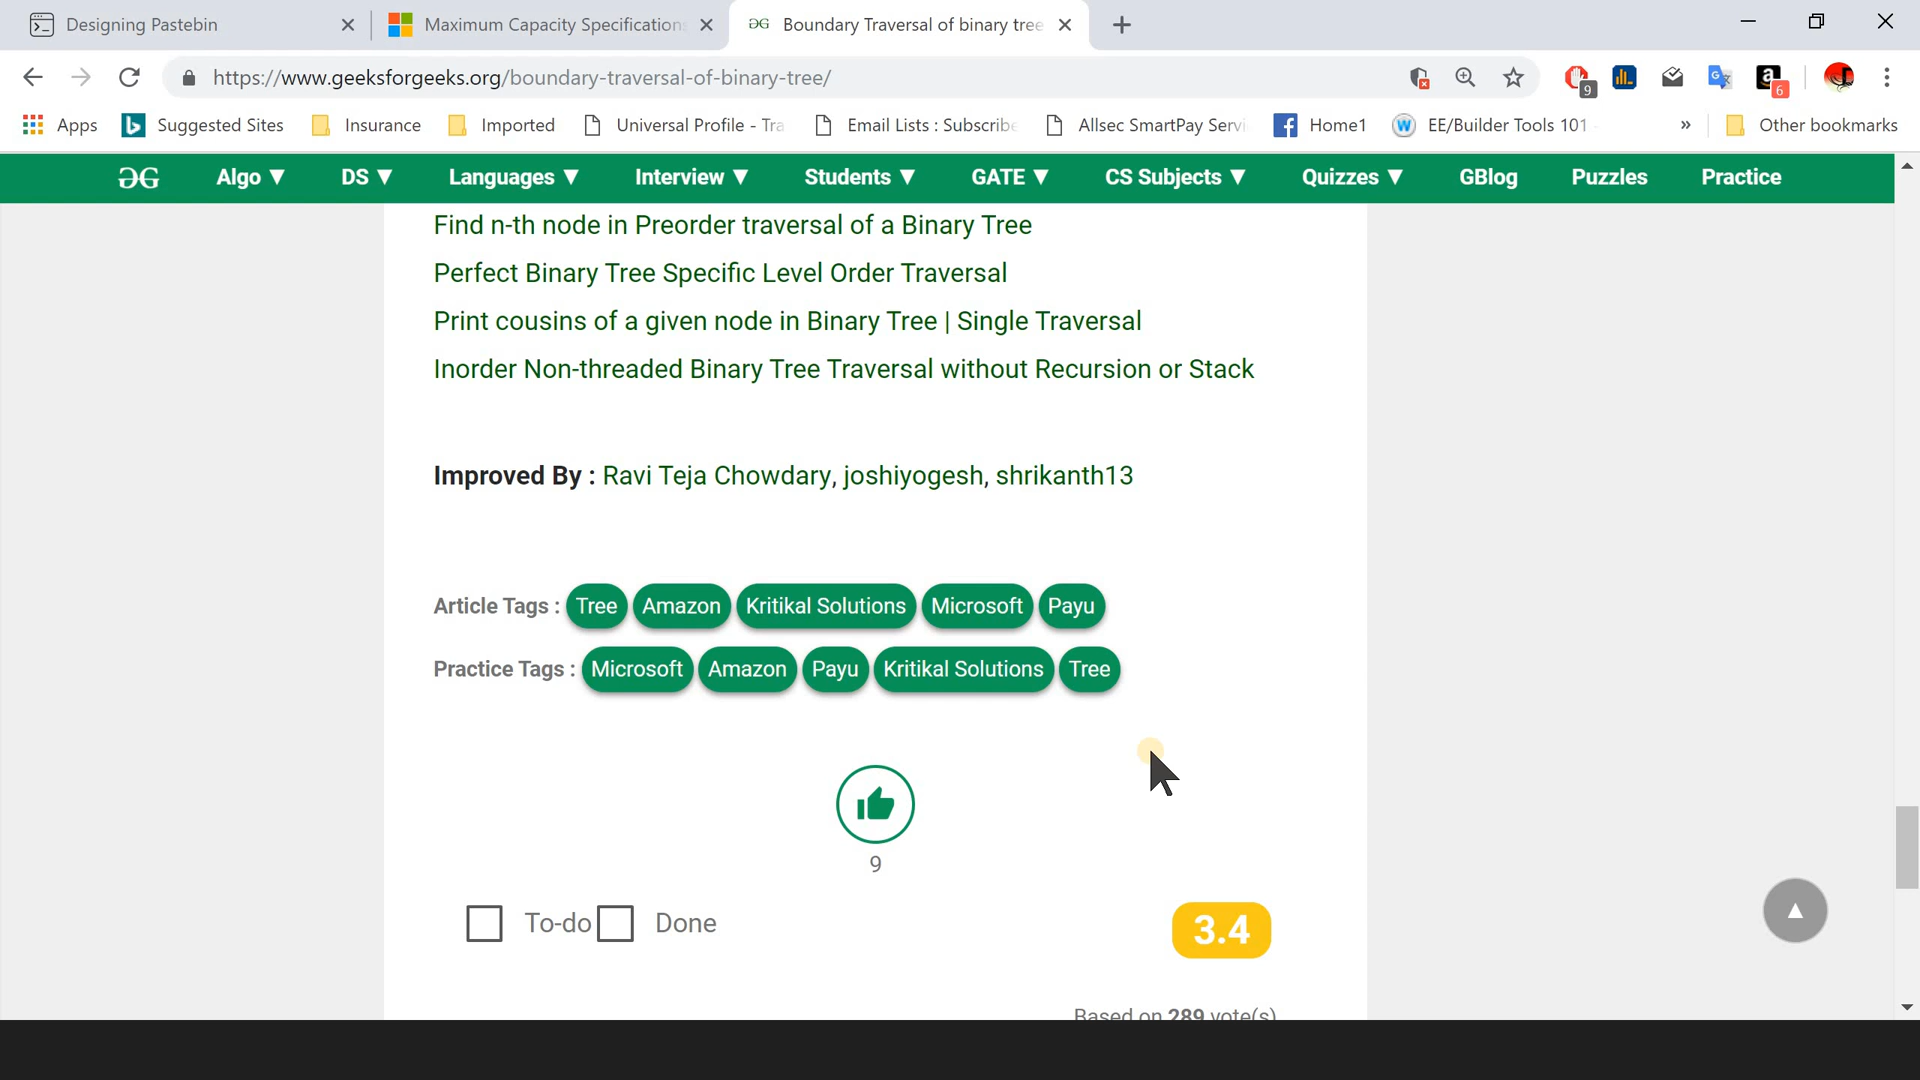 Designing Pastebin
Maximum Capacity Specifications
Boundary Traversal of binary tree
https://www.geeksforgeeks.org/boundary-traversal-of-binary-tree/
9
6
Apps
Suggested Sites
Insurance
Imported
Universal Profile - Tra
Email Lists : Subscribe
Allsec SmartPay Servi
Home1
EE/Builder Tools 101 -
»
Other bookmarks
GG
Algo ▼
DS ▼
Languages ▼
Interview ▼
Students ▼
GATE ▼
CS Subjects ▼
Quizzes ▼
GBlog
Puzzles
Practice
Find n-th node in Preorder traversal of a Binary Tree
Perfect Binary Tree Specific Level Order Traversal
Print cousins of a given node in Binary Tree | Single Traversal
Inorder Non-threaded Binary Tree Traversal without Recursion or Stack
Improved By : Ravi Teja Chowdary, joshiyogesh, shrikanth13
Article Tags : Tree Amazon Kritikal Solutions Microsoft Payu
Practice Tags : Microsoft Amazon Payu Kritikal Solutions Tree
9
To-do Done
3.4
Based on 289 vote(s)